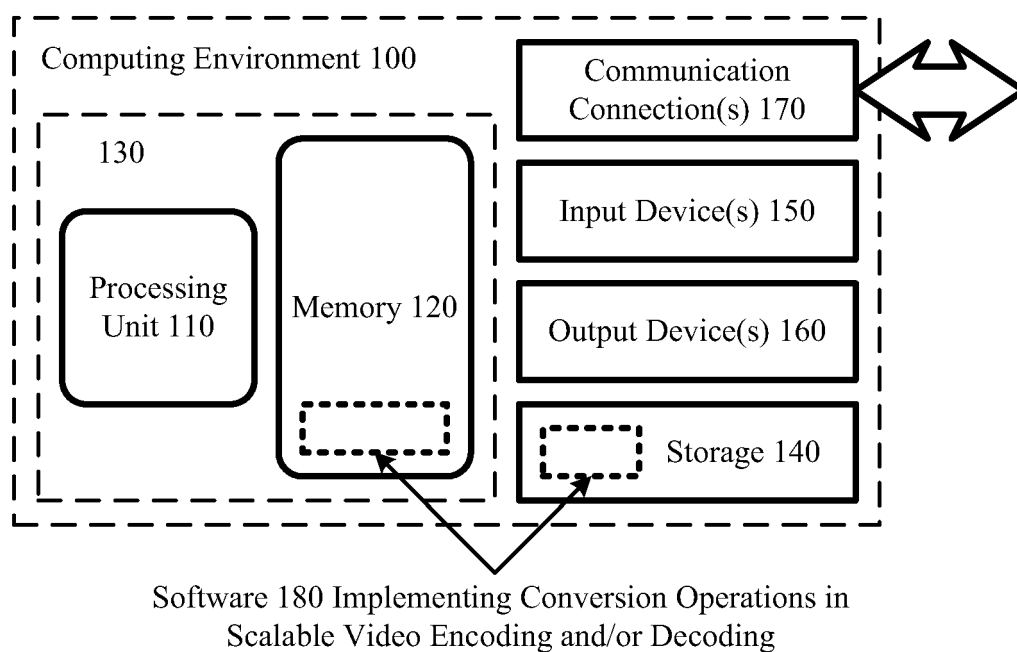 Computing Environment 100
Communication
Connection(s) 170
130
Input Device(s) 150
Processing
Unit 110
Memory 120
Output Device(s) 160
Storage 140
Software 180 Implementing Conversion Operations in
Scalable Video Encoding and/or Decoding